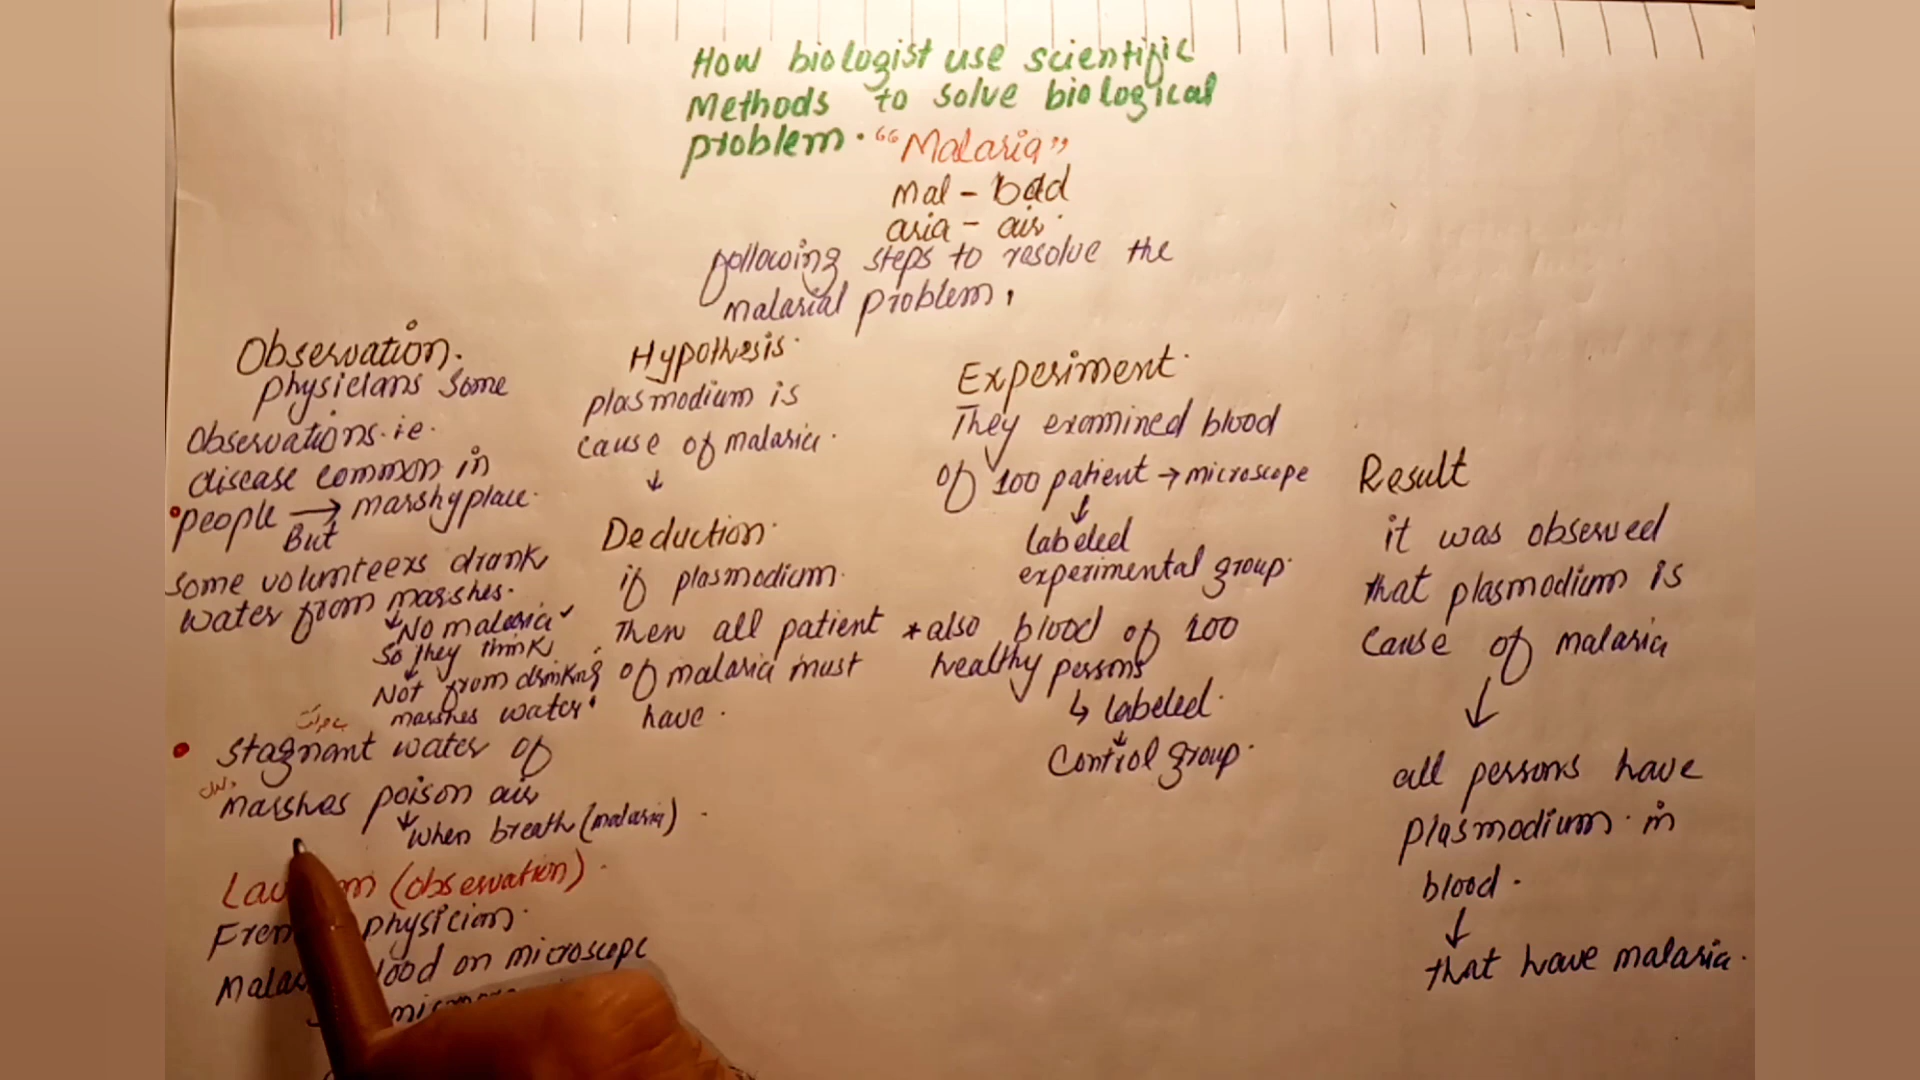 How biologist use scientific
Methods to solve biological
problem. "Malaria"
Mal - bad
aria - air.
following steps to resolve the
malarial problem,
Observation.
physicians some
observations. i.e.
disease common in
people → marshy place.
But
some volunteers drank
water from marshes.
↓ No malaria ✓
So they think
Not from drinking
marshes water.
• stagnant water of
marshes poison air
↓ when breath (malaria)
(observation).
physician.
on microscope
Hypothesis.
plasmodium is
cause of malaria.
↓
Deduction.
if plasmodium.
Then all patient
of malaria must
have.
Experiment.
They examined blood
of 100 patient → microscope
↓
labeled
experimental group.
* also blood of 100
healthy persons
↳ labeled.
↓
Control group.
Result
it was observed
that plasmodium is
cause of malaria
↓
all persons have
plasmodium in
blood.
↓
that have malaria.